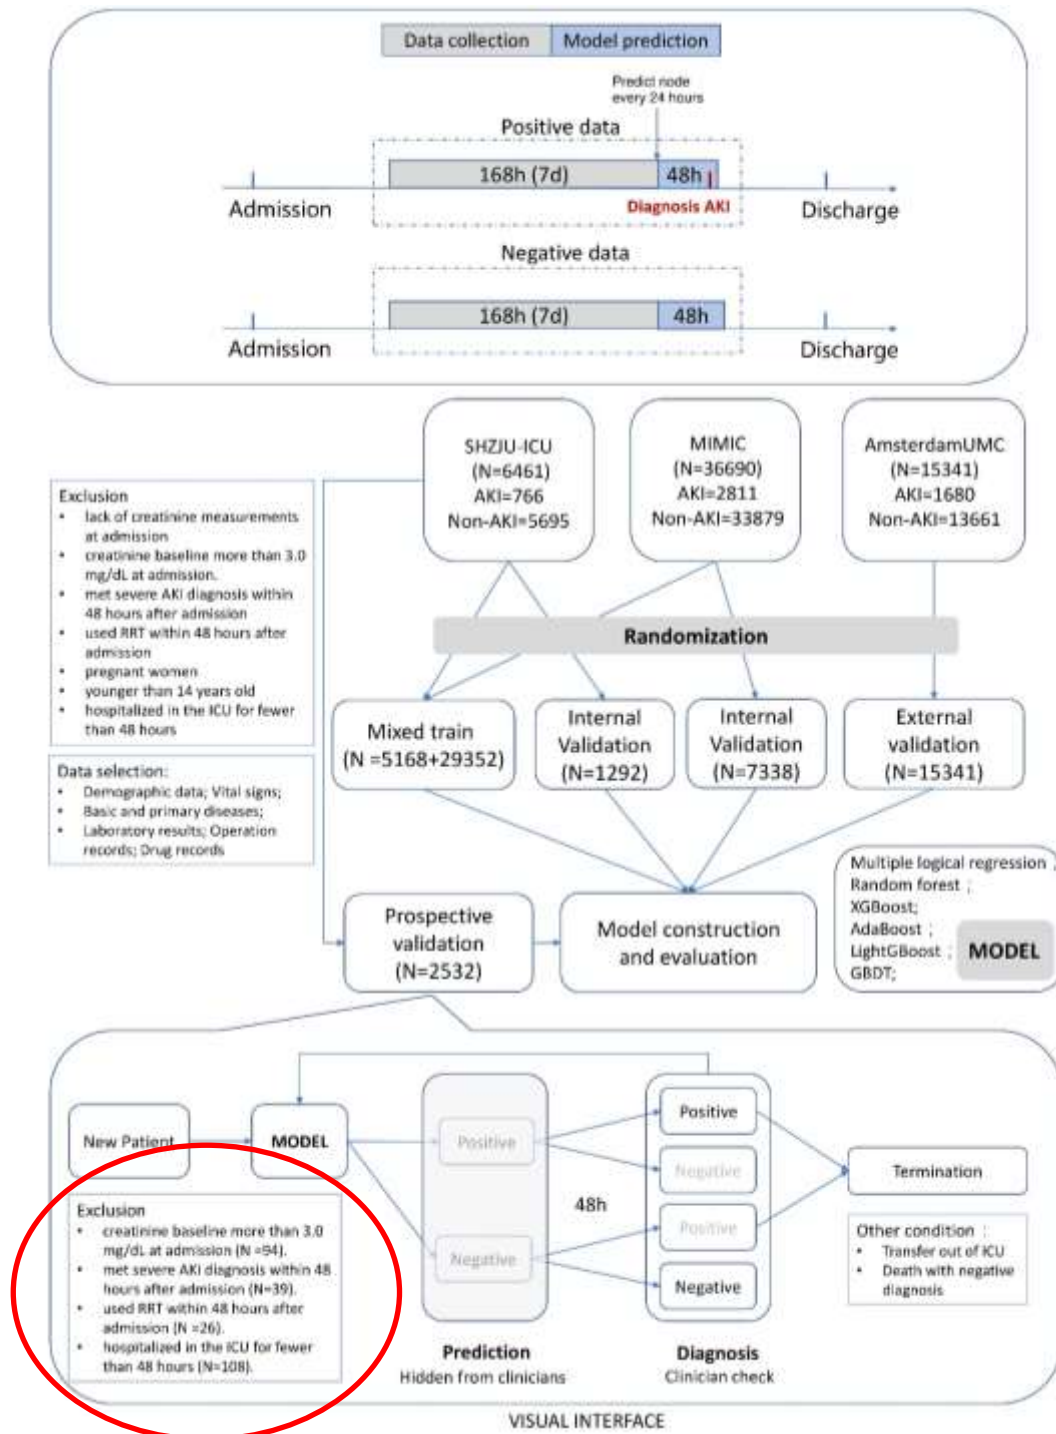 Data collection
Model prediction
Predict node
every 24 hours
Positive data
168h (7d)
48h
Diagnosis AKI
Admission
Discharge
Negative data
168h (7d)
48h
Admission
Discharge
SHZJU-ICU
(N=6461)
AKI=766
Non-AKI=5695
MIMIC
(N=36690)
AKI=2811
Non-AKI=33879
AmsterdamUMC
(N=15341)
AKI=1680
Non-AKI=13661
Exclusion
• lack of creatinine measurements
at admission
• creatinine baseline more than 3.0
mg/dL at admission.
• met severe AKI diagnosis within
48 hours after admission
• used RRT within 48 hours after
admission
• pregnant women
• younger than 14 years old
• hospitalized in the ICU for fewer
than 48 hours
Randomization
Mixed train
(N =5168+29352)
Internal
Validation
(N=1292)
Internal
Validation
(N=7338)
External
validation
(N=15341)
Data selection:
• Demographic data; Vital signs;
• Basic and primary diseases;
• Laboratory results; Operation
records; Drug records
Prospective
validation
(N=2532)
Model construction
and evaluation
Multiple logical regression ;
Random forest ;
XGBoost;
AdaBoost ;
LightGBoost ;
GBDT;
MODEL
New Patient
MODEL
Positive
Negative
48h
Positive
Negative
Positive
Negative
Termination
Exclusion
• creatinine baseline more than 3.0
mg/dL at admission (N =94).
• met severe AKI diagnosis within 48
hours after admission (N=39).
• used RRT within 48 hours after
admission (N =26).
• hospitalized in the ICU for fewer
than 48 hours (N=108).
Other condition :
• Transfer out of ICU
• Death with negative
diagnosis
Prediction
Hidden from clinicians
Diagnosis
Clinician check
VISUAL INTERFACE